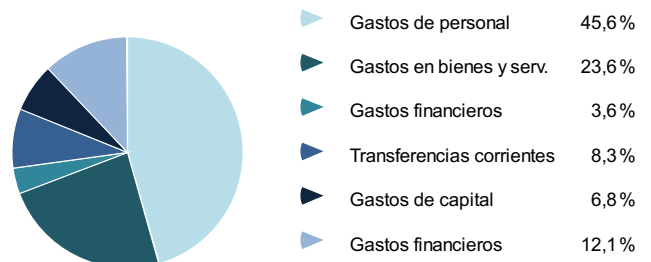 Gastos de personal 45,6%
Gastos en bienes y serv. 23,6%
Gastos financieros 3,6%
Transferencias corrientes 8,3%
Gastos de capital 6,8%
Gastos financieros 12,1%